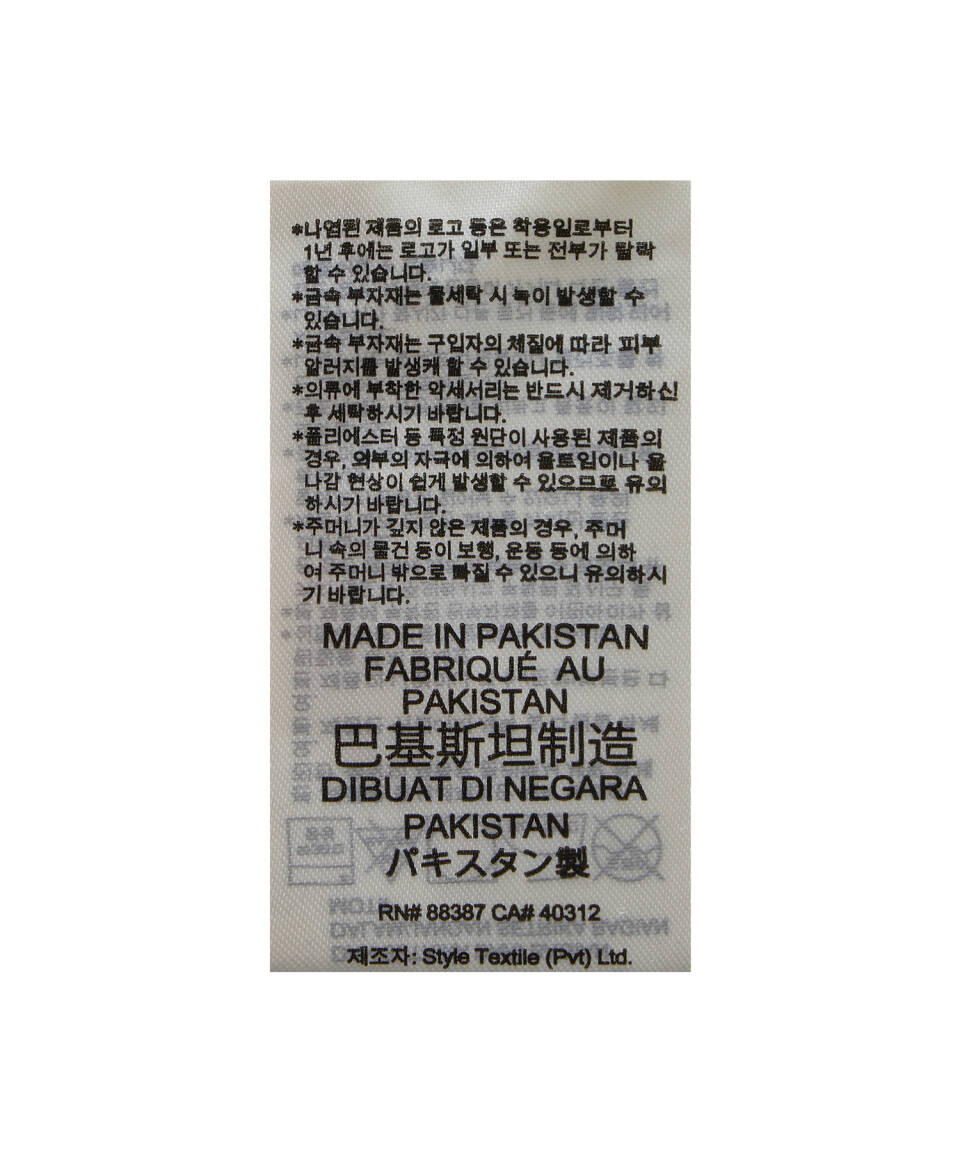 *나염된 제품의 로고 등은 착용일로부터
1년 후에는 로고가 일부 또는 전부가 탈락
할 수 있습니다.
*금속 부자재는 물세탁 시 녹이 발생할 수
있습니다.
*금속 부자재는 구입자의 체질에 따라 피부
알러지를 발생케 할 수 있습니다.
*의류에 부착한 악세서리는 반드시 제거하신
후 세탁하시기 바랍니다.
*폴리에스터 등 특정 원단이 사용된 제품의
경우, 외부의 자극에 의하여 올트임이나 올
나감 현상이 쉽게 발생할 수 있으므로 유의
하시기 바랍니다.
*주머니가 깊지 않은 제품의 경우, 주머
니 속의 물건 등이 보행, 운동 등에 의하
여 주머니 밖으로 빠질 수 있으니 유의하시
기 바랍니다.
MADE IN PAKISTAN
FABRIQUÉ AU
PAKISTAN
巴基斯坦制造
DIBUAT DI NEGARA
PAKISTAN
パキスタン製
RN# 88387 CA# 40312
제조자: Style Textile (Pvt) Ltd.